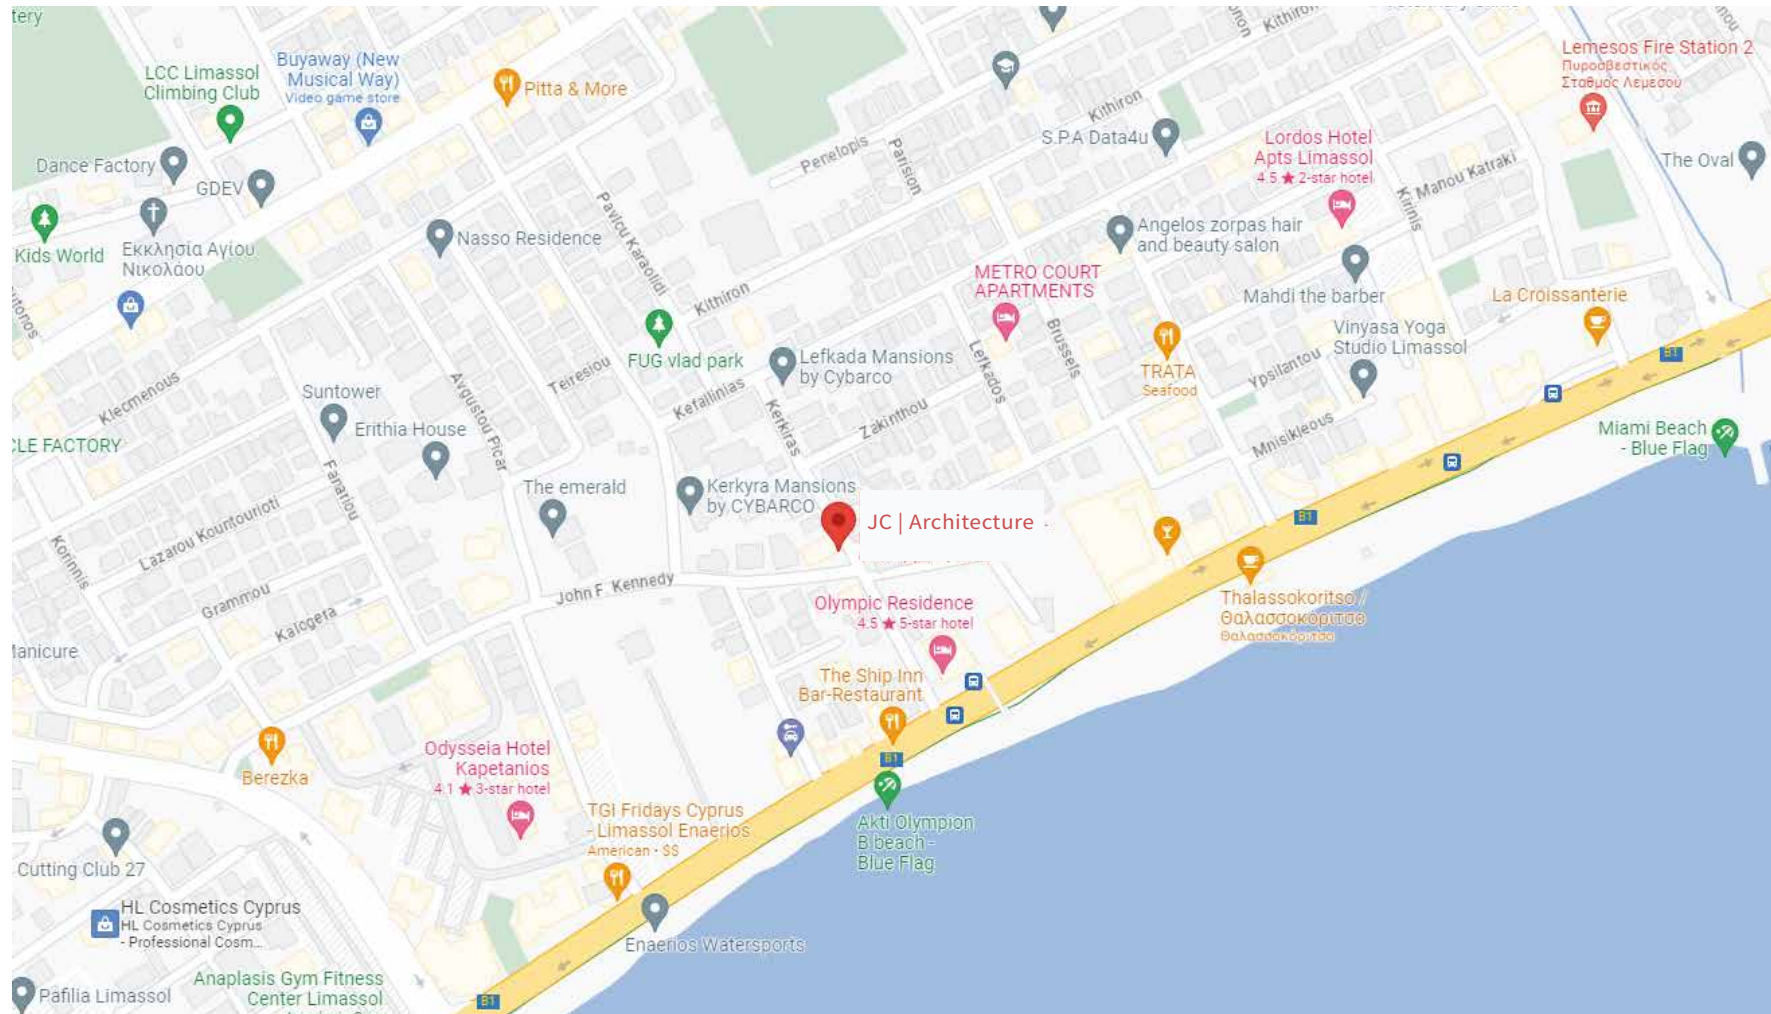 tery
LCC Limassol
Climbing Club
Buyaway (New
Musical Way)
Video game store
Pitta & More
Kithiron
Lemesos Fire Station 2
Πυροσβεστικός
Σταθμός Λεμεσού
Dance Factory
GDEV
Penelopis
Parision
Kithiron
S.P.A Data4u
Lordos Hotel
Apts Limassol
4.5 ★ 2-star hotel
Manou Katraki
Kirinis
The Oval
Kids World
Εκκλησία Αγίου
Νικολάου
Nasso Residence
Pavlou Karaolidi
Kithiron
Angelos zorpas hair
and beauty salon
METRO COURT
APARTMENTS
Mahdi the barber
La Croissanterie
FUG vlad park
Lefkada Mansions
by Cybarco
Brussels
Lefkados
TRATA
Seafood
Ypsilantou
Vinyasa Yoga
Studio Limassol
B1
Klecmenous
Suntower
Erithia House
Avgustou Picar
Teiresiou
Kefallinias
Kerkiras
Zakinthou
Mnisikleous
Miami Beach
- Blue Flag
CLE FACTORY
Fanariou
The emerald
Kerkyra Mansions
by CYBARCO
JC | Architecture
B1
Lazarou Kountourioti
Korinnis
Grammou
Kalogera
John F. Kennedy
Olympic Residence
4.5 ★ 5-star hotel
Thalassokoritso /
Θαλασσοκόριτσο
Θαλασσοκόριτσο
The Ship Inn
Bar-Restaurant
B1
Berezka
Odysseia Hotel
Kapetanios
4.1 ★ 3-star hotel
TGI Fridays Cyprus
- Limassol Enaerios
American · $$
Akti Olympion
B beach -
Blue Flag
Cutting Club 27
HL Cosmetics Cyprus
HL Cosmetics Cyprus
- Professional Cosm...
Enaerios Watersports
Pafilia Limassol
Anaplasis Gym Fitness
Center Limassol
B1